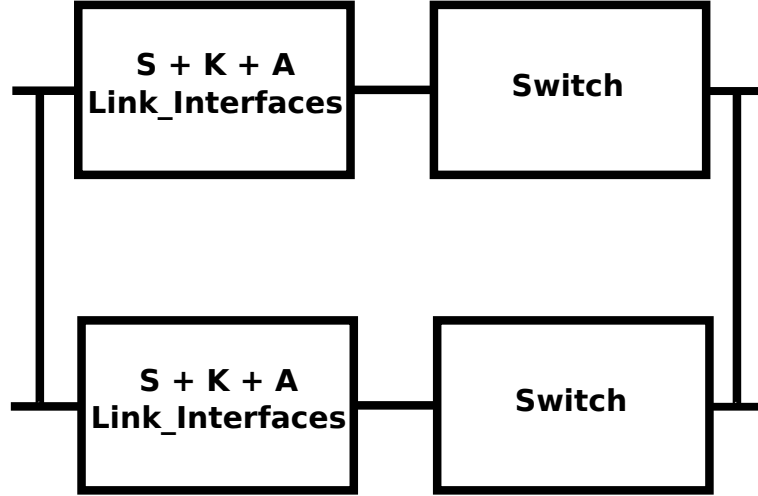 S + K + A
Link_Interfaces
Switch
S + K + A
Link_Interfaces
Switch